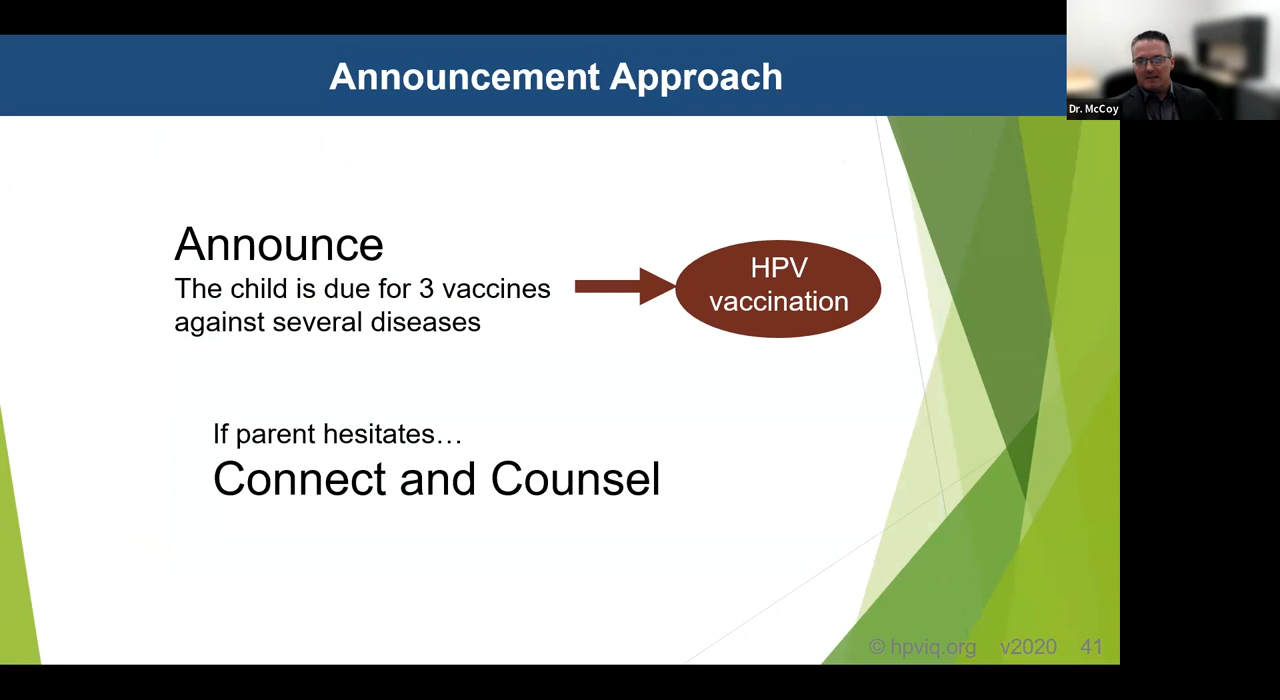 Announcement Approach
Dr. McCoy
Announce
The child is due for 3 vaccines
against several diseases
HPV
vaccination
If parent hesitates…
Connect and Counsel
© hpviq.org v2020 41